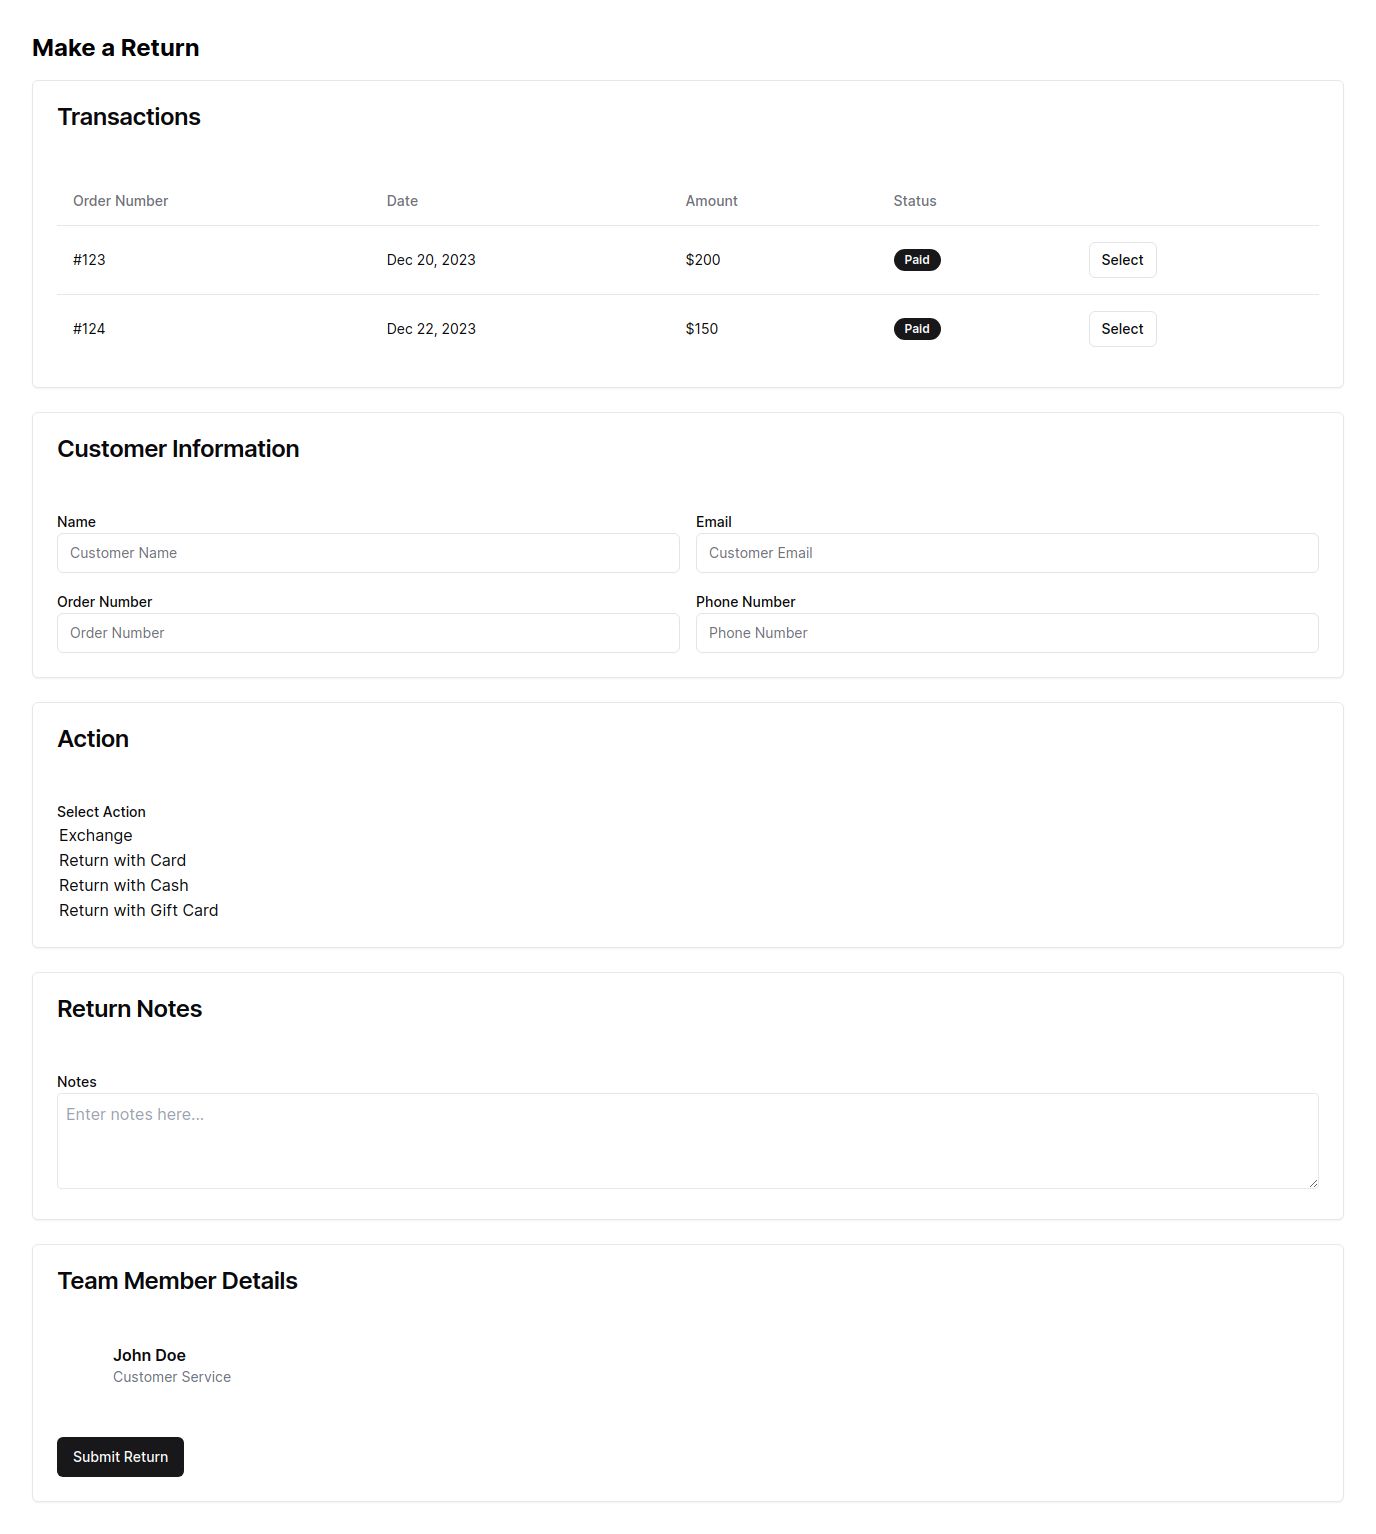 Make a Return
Transactions
Order Number Date Amount Status
#123 Dec 20, 2023 $200 Paid Select
#124 Dec 22, 2023 $150 Paid Select
Customer Information
Name Email
Customer Name Customer Email
Order Number Phone Number
Order Number Phone Number
Action
Select Action
Exchange
Return with Card
Return with Cash
Return with Gift Card
Return Notes
Notes
Enter notes here...
Team Member Details
John Doe
Customer Service
Submit Return